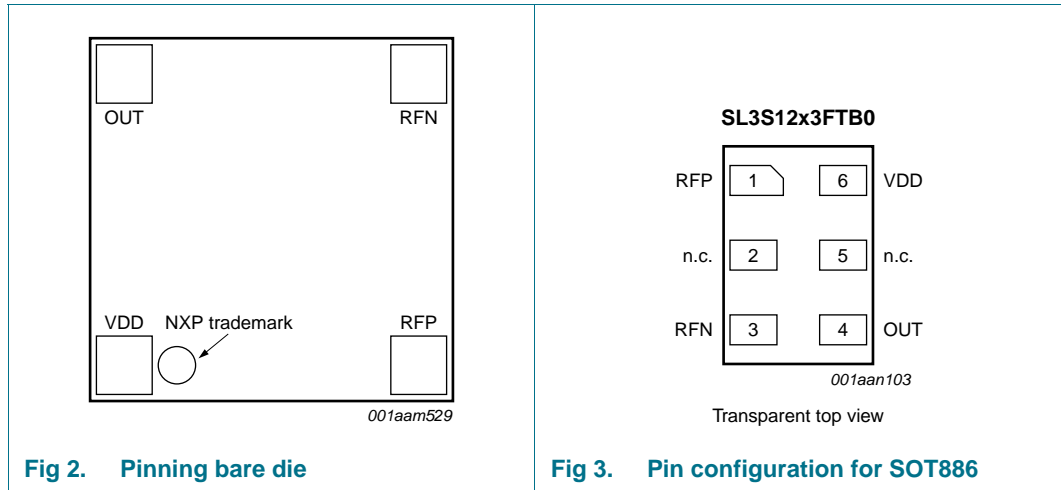 OUT RFN
VDD NXP trademark RFP
001aam529
Fig 2. Pinning bare die
SL3S12x3FTB0
RFP 1 6 VDD
n.c. 2 5 n.c.
RFN 3 4 OUT
001aan103
Transparent top view
Fig 3. Pin configuration for SOT886